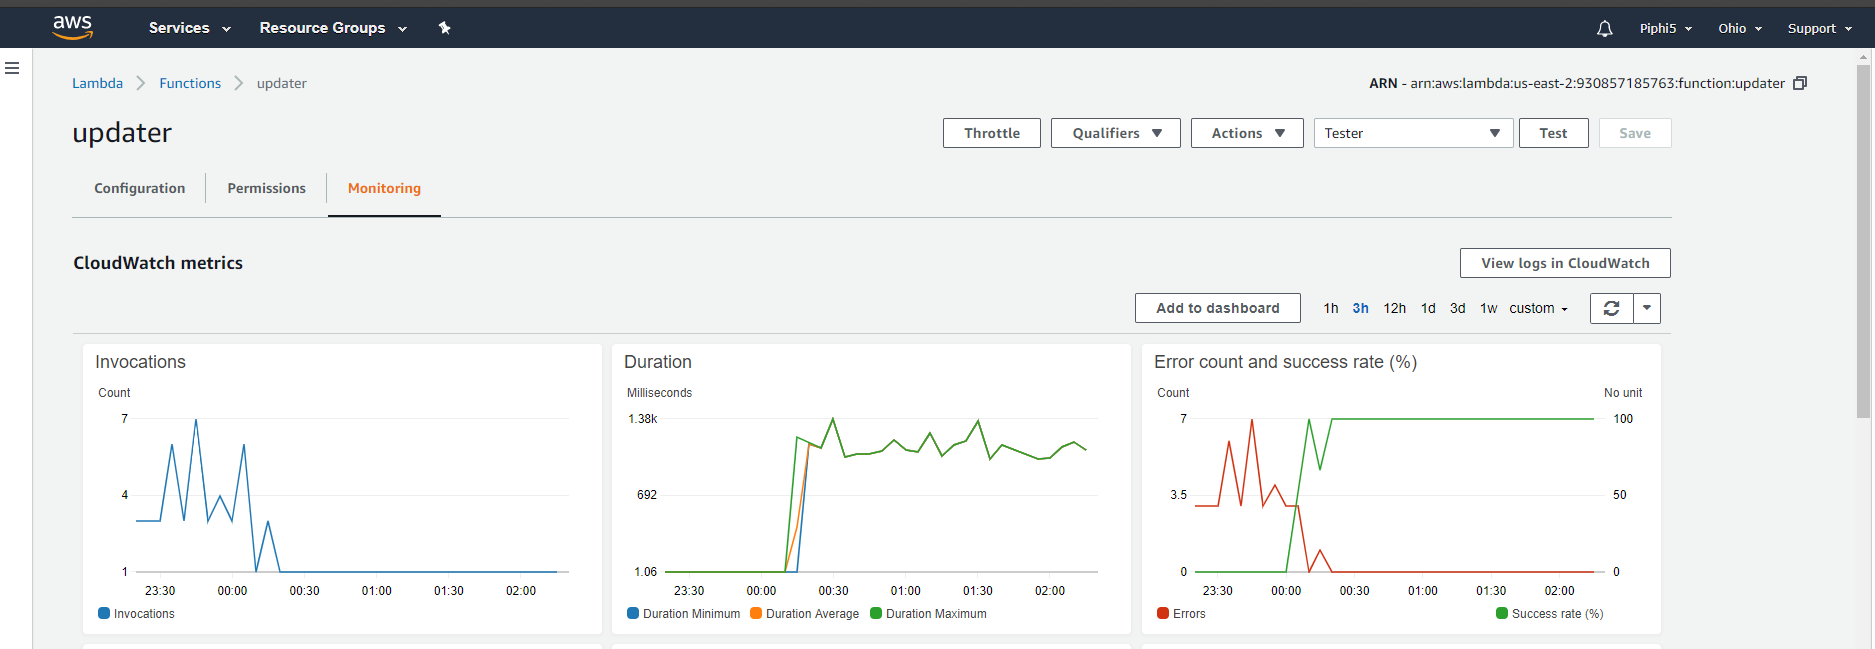 aws Services Resource Groups Piphi5 Ohio Support
Lambda Functions updater ARN - arn:aws:lambda:us-east-2:930857185763:function:updater
updater Throttle Qualifiers Actions Tester Test Save
Configuration Permissions Monitoring
CloudWatch metrics View logs in CloudWatch
Add to dashboard 1h 3h 12h 1d 3d 1w custom
Invocations
Count
7
4
1
23:30 00:00 00:30 01:00 01:30 02:00
Invocations
Duration
Milliseconds
1.38k
692
1.06
23:30 00:00 00:30 01:00 01:30 02:00
Duration Minimum Duration Average Duration Maximum
Error count and success rate (%)
Count No unit
7 100
3.5 50
0 0
23:30 00:00 00:30 01:00 01:30 02:00
Errors Success rate (%)